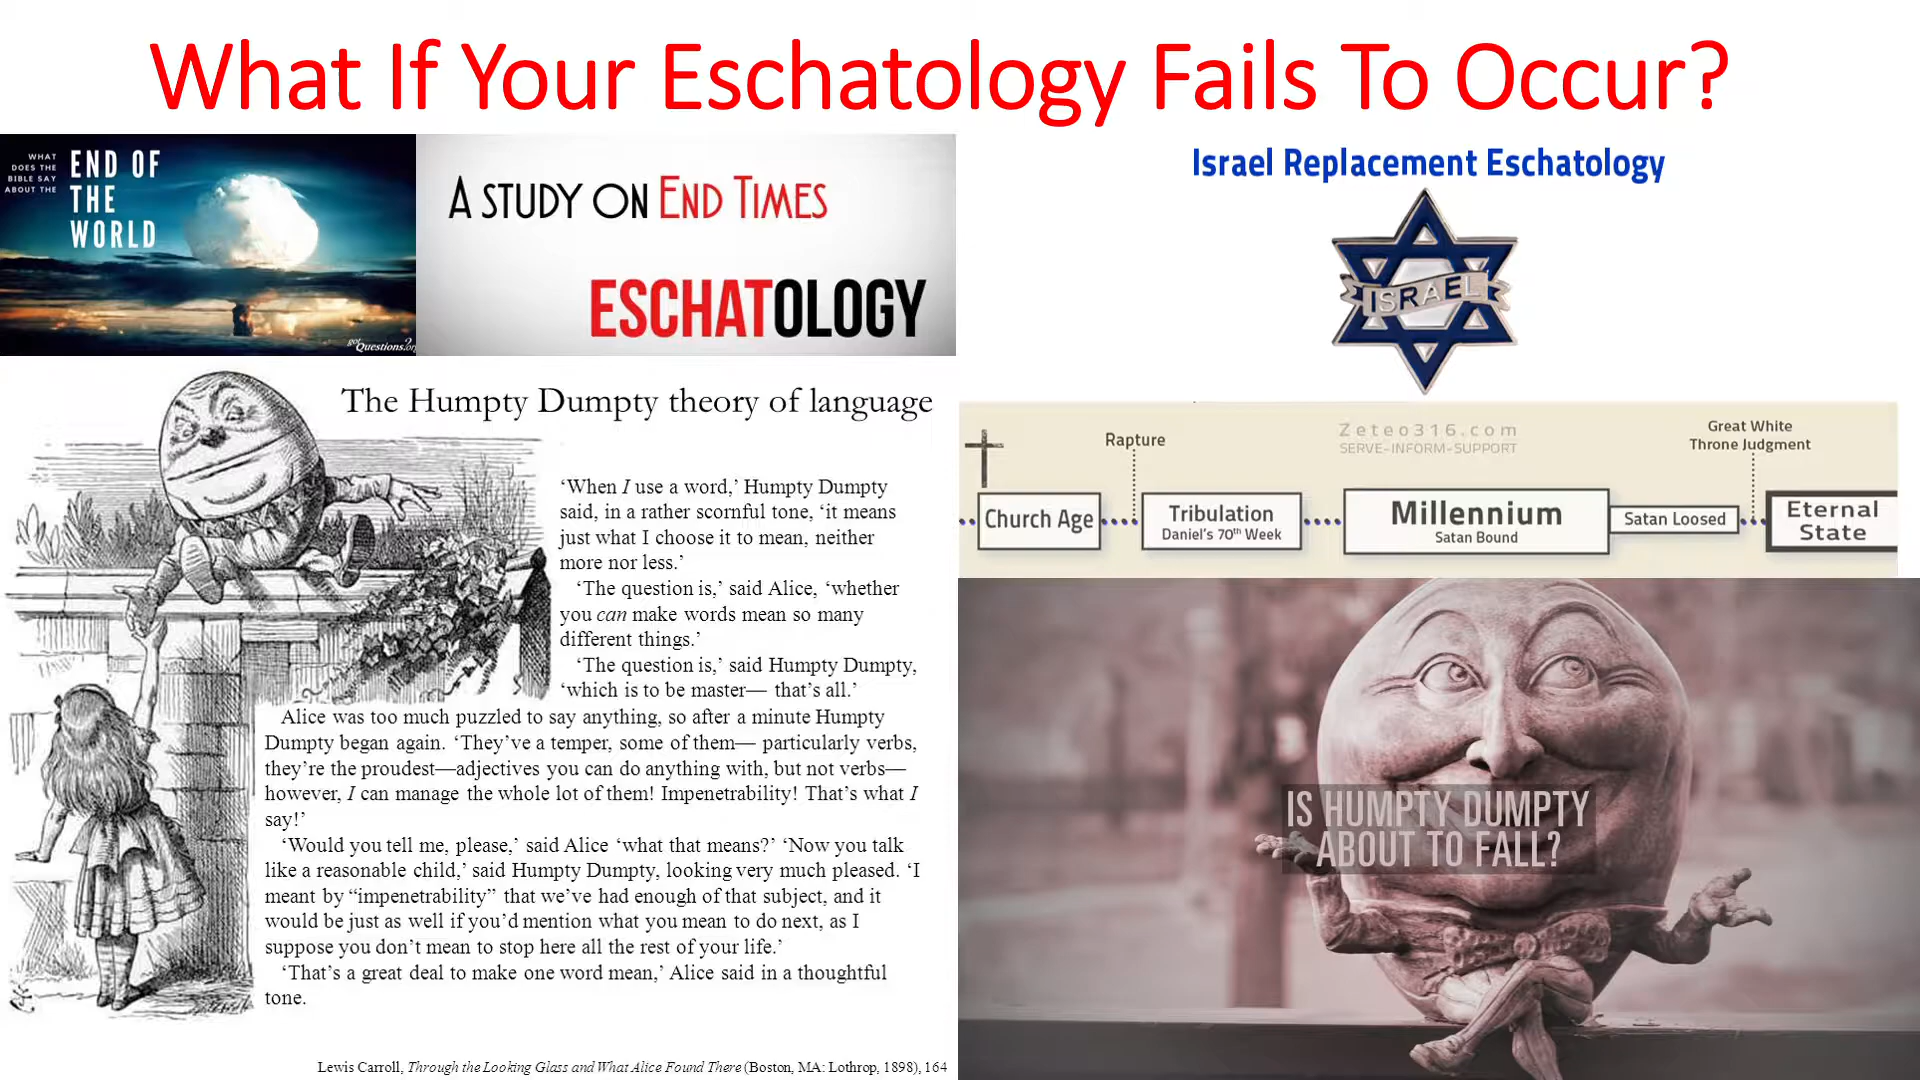 What If Your Eschatology Fails To Occur?
WHAT
DOES THE
BIBLE SAY
ABOUT THE
END OF
THE
WORLD
gotQuestions?.org
A STUDY ON END TIMES
ESCHATOLOGY
Israel Replacement Eschatology
ISRAEL
The Humpty Dumpty theory of language
‘When I use a word,’ Humpty Dumpty
said, in a rather scornful tone, ‘it means
just what I choose it to mean, neither
more nor less.’
‘The question is,’ said Alice, ‘whether
you can make words mean so many
different things.’
‘The question is,’ said Humpty Dumpty,
‘which is to be master— that’s all.’
Alice was too much puzzled to say anything, so after a minute Humpty
Dumpty began again. ‘They’ve a temper, some of them— particularly verbs,
they’re the proudest—adjectives you can do anything with, but not verbs—
however, I can manage the whole lot of them! Impenetrability! That’s what I
say!’
‘Would you tell me, please,’ said Alice ‘what that means?’ ‘Now you talk
like a reasonable child,’ said Humpty Dumpty, looking very much pleased. ‘I
meant by “impenetrability” that we’ve had enough of that subject, and it
would be just as well if you’d mention what you mean to do next, as I
suppose you don’t mean to stop here all the rest of your life.’
‘That’s a great deal to make one word mean,’ Alice said in a thoughtful
tone.
Lewis Carroll, Through the Looking Glass and What Alice Found There (Boston, MA: Lothrop, 1898), 164
Zeteo316.com
SERVE-INFORM-SUPPORT
Rapture
Great White
Throne Judgment
Church Age
Tribulation
Daniel's 70th Week
Millennium
Satan Bound
Satan Loosed
Eternal
State
IS HUMPTY DUMPTY
ABOUT TO FALL?